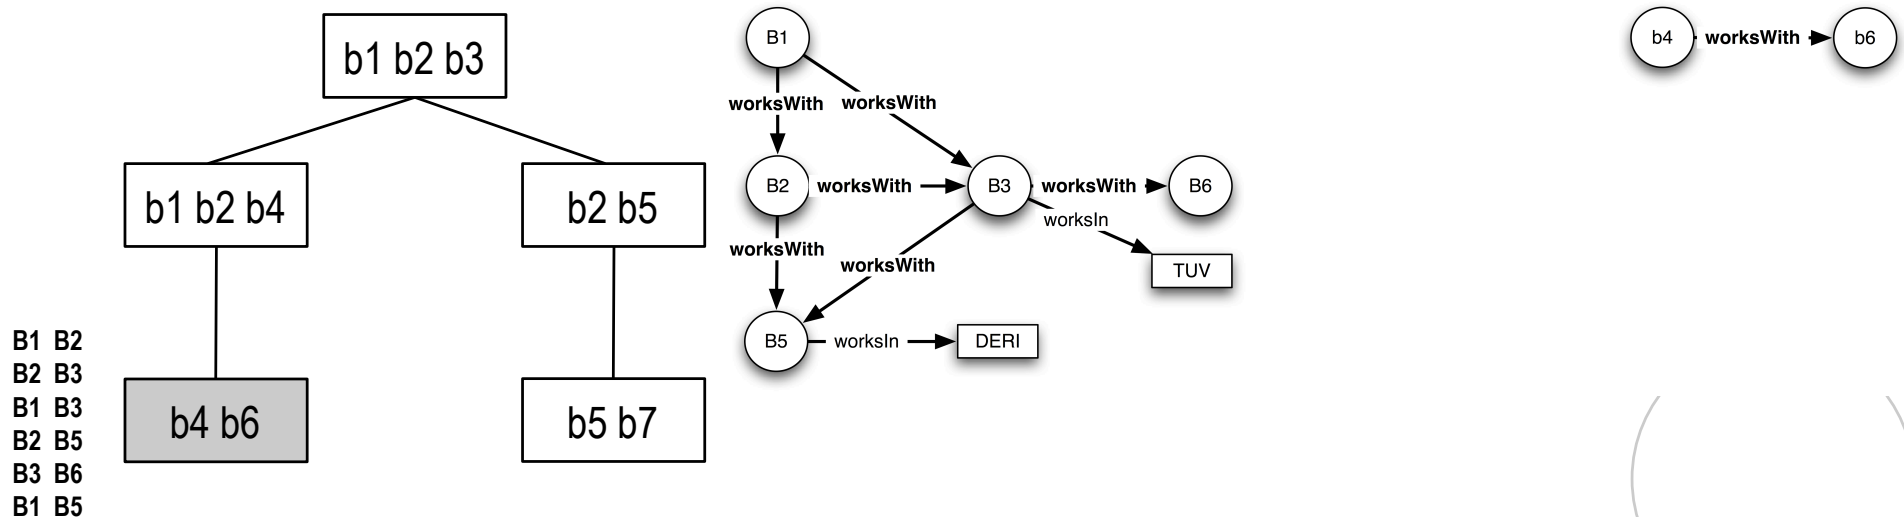 b1 b2 b3
b1 b2 b4
b2 b5
b4 b6
b5 b7
B1 B2
B2 B3
B1 B3
B2 B5
B3 B6
B1 B5
B1
worksWith
worksWith
B2
worksWith
B3
worksWith
B6
worksIn
TUV
worksWith
worksWith
B5
worksIn
DERI
b4
worksWith
b6